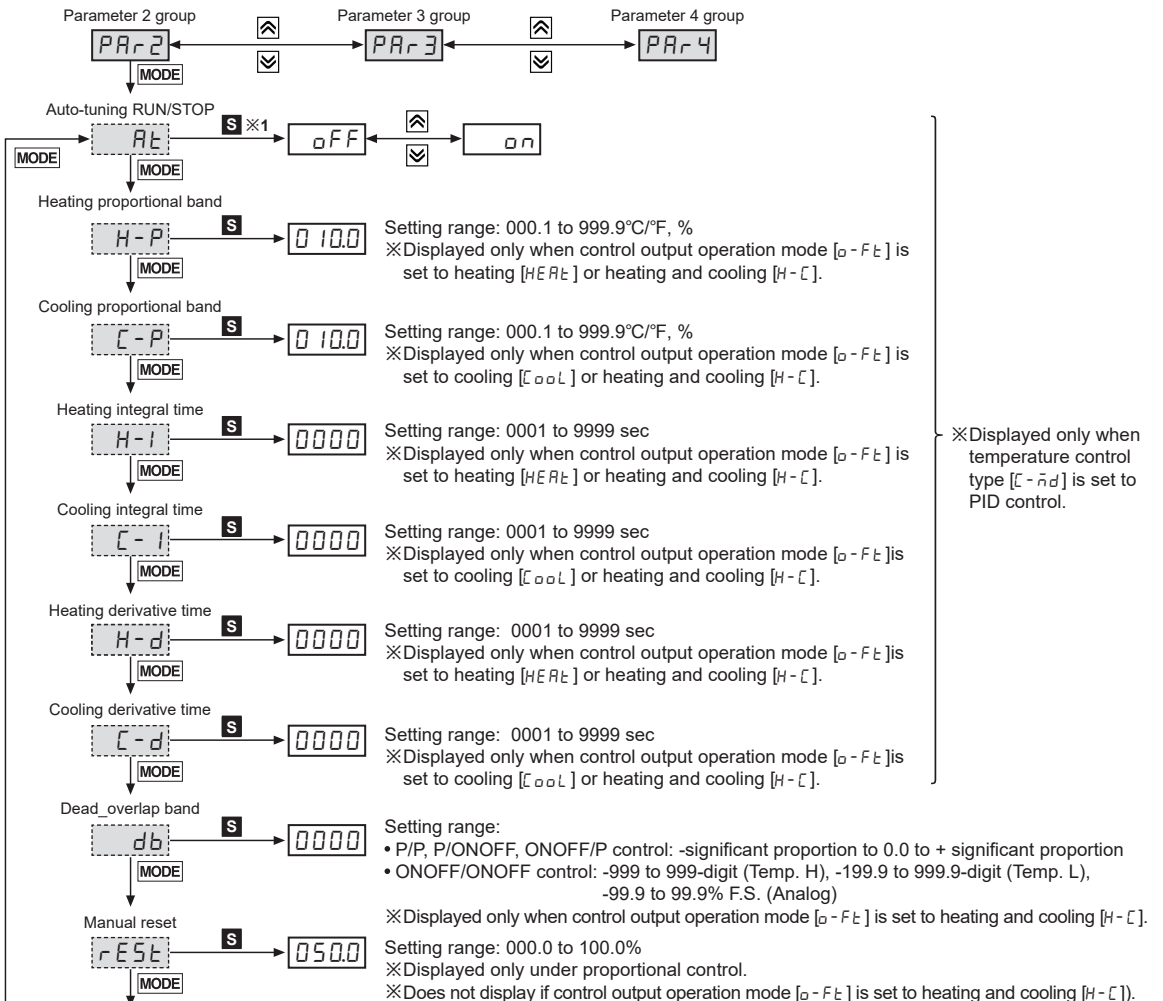 Parameter 2 group
Parameter 3 group
Parameter 4 group
PAr2
PAr3
PAr4
MODE
Auto-tuning RUN/STOP
At
S ※1
oFF
on
MODE
MODE
Heating proportional band
H-P
S
010.0
MODE
Setting range: 000.1 to 999.9°C/°F, %
※Displayed only when control output operation mode [o-Ft] is
set to heating [HEAt] or heating and cooling [H-C].
Cooling proportional band
C-P
S
010.0
MODE
Setting range: 000.1 to 999.9°C/°F, %
※Displayed only when control output operation mode [o-Ft] is
set to cooling [CooL] or heating and cooling [H-C].
Heating integral time
H-I
S
0000
MODE
Setting range: 0001 to 9999 sec
※Displayed only when control output operation mode [o-Ft] is
set to heating [HEAt] or heating and cooling [H-C].
Cooling integral time
C-I
S
0000
MODE
Setting range: 0001 to 9999 sec
※Displayed only when control output operation mode [o-Ft]is
set to cooling [CooL] or heating and cooling [H-C].
Heating derivative time
H-d
S
0000
MODE
Setting range: 0001 to 9999 sec
※Displayed only when control output operation mode [o-Ft]is
set to heating [HEAt] or heating and cooling [H-C].
Cooling derivative time
C-d
S
0000
MODE
Setting range: 0001 to 9999 sec
※Displayed only when control output operation mode [o-Ft]is
set to cooling [CooL] or heating and cooling [H-C].
※Displayed only when
temperature control
type [C-md] is set to
PID control.
Dead_overlap band
db
S
0000
MODE
Setting range:
• P/P, P/ONOFF, ONOFF/P control: -significant proportion to 0.0 to + significant proportion
• ONOFF/ONOFF control: -999 to 999-digit (Temp. H), -199.9 to 999.9-digit (Temp. L),
-99.9 to 99.9% F.S. (Analog)
※Displayed only when control output operation mode [o-Ft] is set to heating and cooling [H-C].
Manual reset
rESt
S
050.0
MODE
Setting range: 000.0 to 100.0%
※Displayed only under proportional control.
※Does not display if control output operation mode [o-Ft] is set to heating and cooling [H-C]).